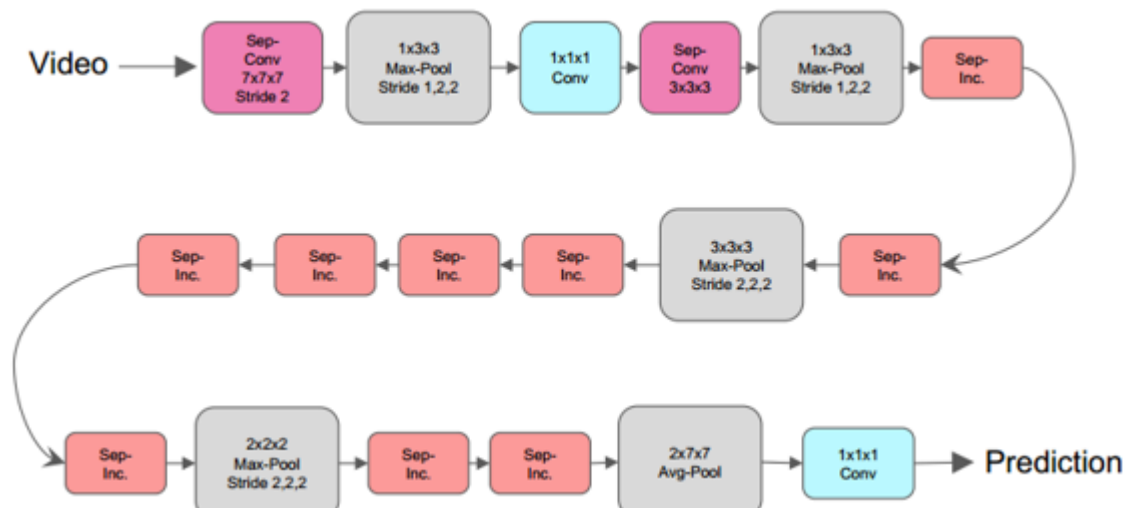 Video
Sep-
Conv
7x7x7
Stride 2
1x3x3
Max-Pool
Stride 1,2,2
1x1x1
Conv
Sep-
Conv
3x3x3
1x3x3
Max-Pool
Stride 1,2,2
Sep-
Inc.
Sep-
Inc.
3x3x3
Max-Pool
Stride 2,2,2
Sep-
Inc.
Sep-
Inc.
Sep-
Inc.
Sep-
Inc.
Sep-
Inc.
2x2x2
Max-Pool
Stride 2,2,2
Sep-
Inc.
Sep-
Inc.
2x7x7
Avg-Pool
1x1x1
Conv
Prediction